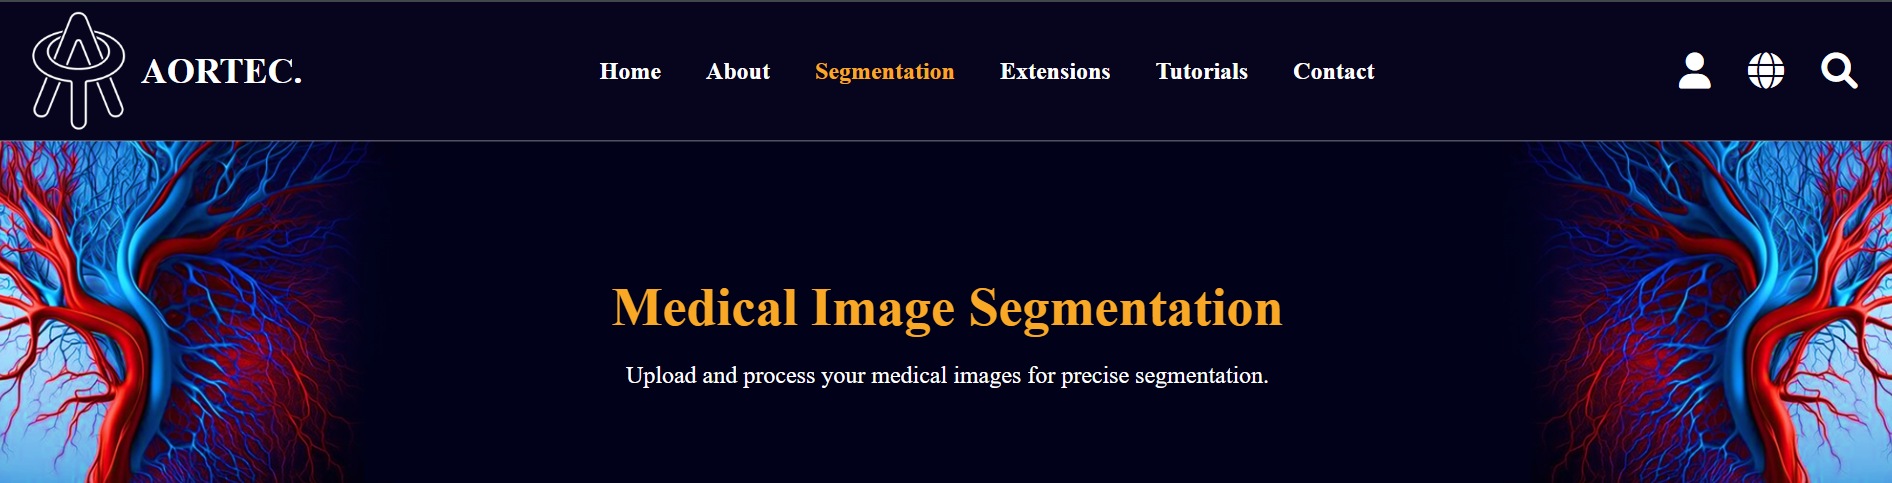 AORTEC.
Home About Segmentation Extensions Tutorials Contact
Medical Image Segmentation
Upload and process your medical images for precise segmentation.